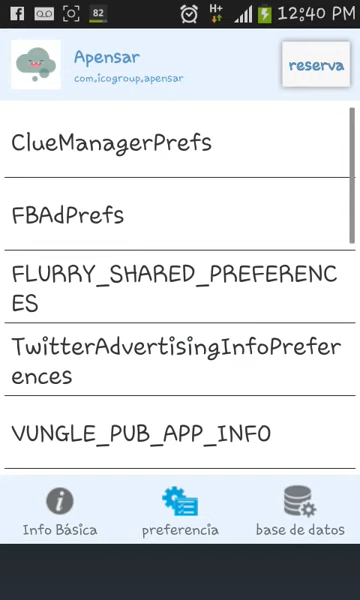 82 H+ 12:40 PM
Apensar
com.icogroup.apensar
reserva
ClueManagerPrefs
FBAdPrefs
FLURRY_SHARED_PREFERENC
ES
TwitterAdvertisingInfoPrefer
ences
VUNGLE_PUB_APP_INFO
Info Básica
preferencia
base de datos